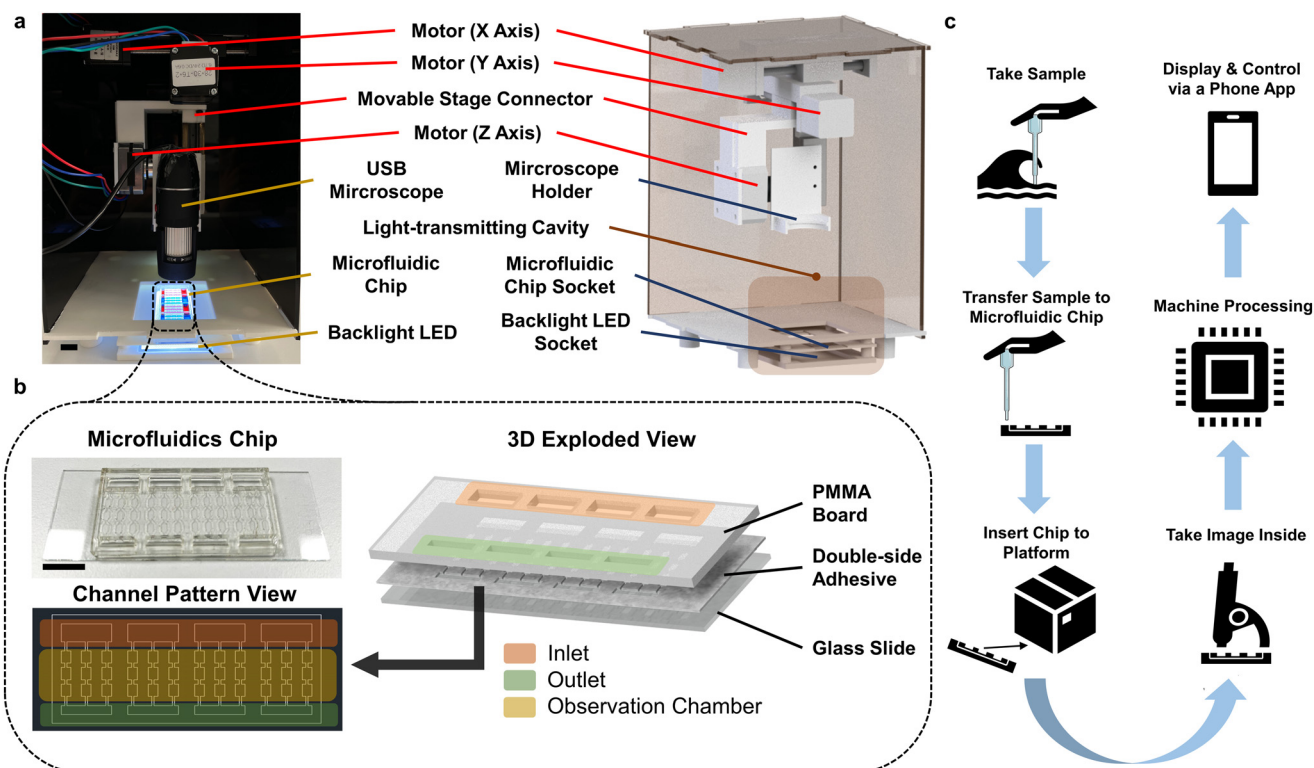 a
Motor (X Axis)
Motor (Y Axis)
Movable Stage Connector
Motor (Z Axis)
USB
Mircroscope
Mircroscope
Holder
Light-transmitting Cavity
Microfluidic
Chip
Microfluidic
Chip Socket
Backlight LED
Backlight LED
Socket
b
Microfluidics Chip
Channel Pattern View
3D Exploded View
PMMA
Board
Double-side
Adhesive
Glass Slide
Inlet
Outlet
Observation Chamber
c
Take Sample
Transfer Sample to
Microfluidic Chip
Insert Chip to
Platform
Take Image Inside
Machine Processing
Display & Control
via a Phone App